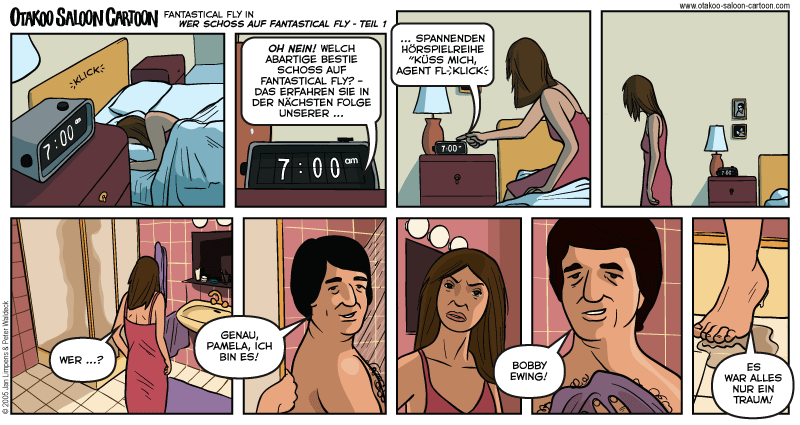 www.otakoo-saloon-cartoon.com
OTAKOO SALOON CARTOON
FANTASTICAL FLY IN
WER SCHOSS AUF FANTASTICAL FLY - TEIL 1
KLICK
7:00 am
OH NEIN! WELCH
ABARTIGE BESTIE
SCHOSS AUF
FANTASTICAL FLY? -
DAS ERFAHREN SIE IN
DER NÄCHSTEN FOLGE
UNSERER ...
7:00 am
... SPANNENDEN
HÖRSPIELREIHE
"KÜSS MICH,
AGENT FL-KLICK
7:00 am
7:00
WER ...?
GENAU,
PAMELA, ICH
BIN ES!
BOBBY
EWING!
ES
WAR ALLES
NUR EIN
TRAUM!
© 2005 Jan Limpens & Peter Waldeck